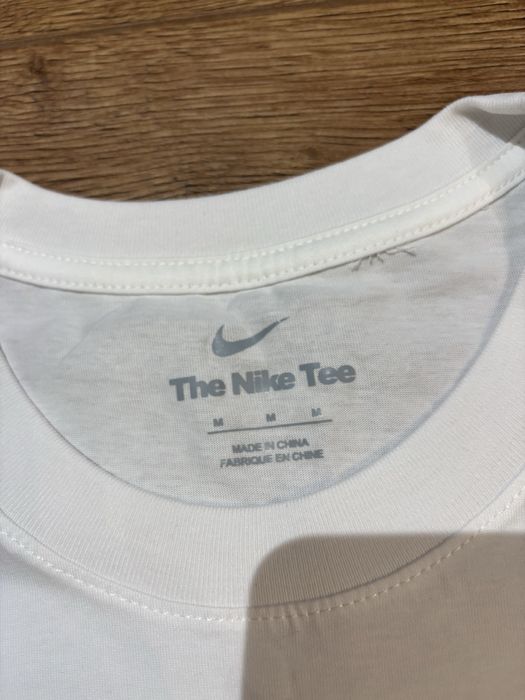 The Nike Tee
M M M
MADE IN CHINA
FABRIQUE EN CHINE